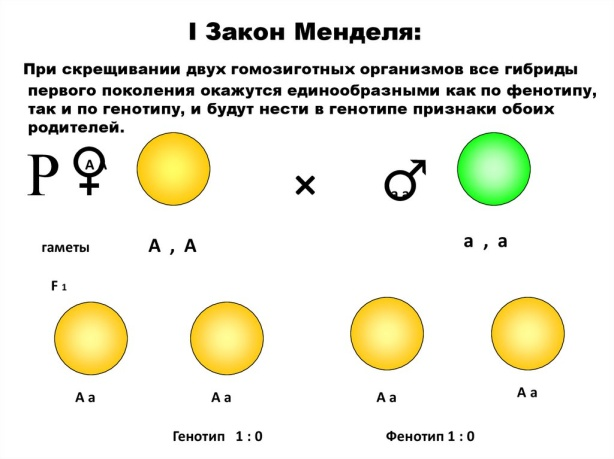 I Закон Менделя:
При скрещивании двух гомозиготных организмов все гибриды
первого поколения окажутся единообразными как по фенотипу,
так и по генотипу, и будут нести в генотипе признаки обоих
родителей.
P ♀ А А × ♂ а а
гаметы А , А а , а
F 1
А а А а А а А а
Генотип 1 : 0 Фенотип 1 : 0